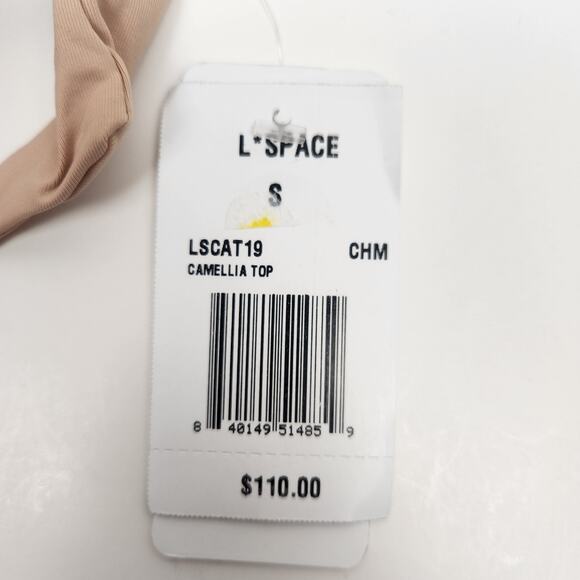 L*SPACE
S
LSCAT19 CHM
CAMELLIA TOP
8 40149 51485 9
$110.00